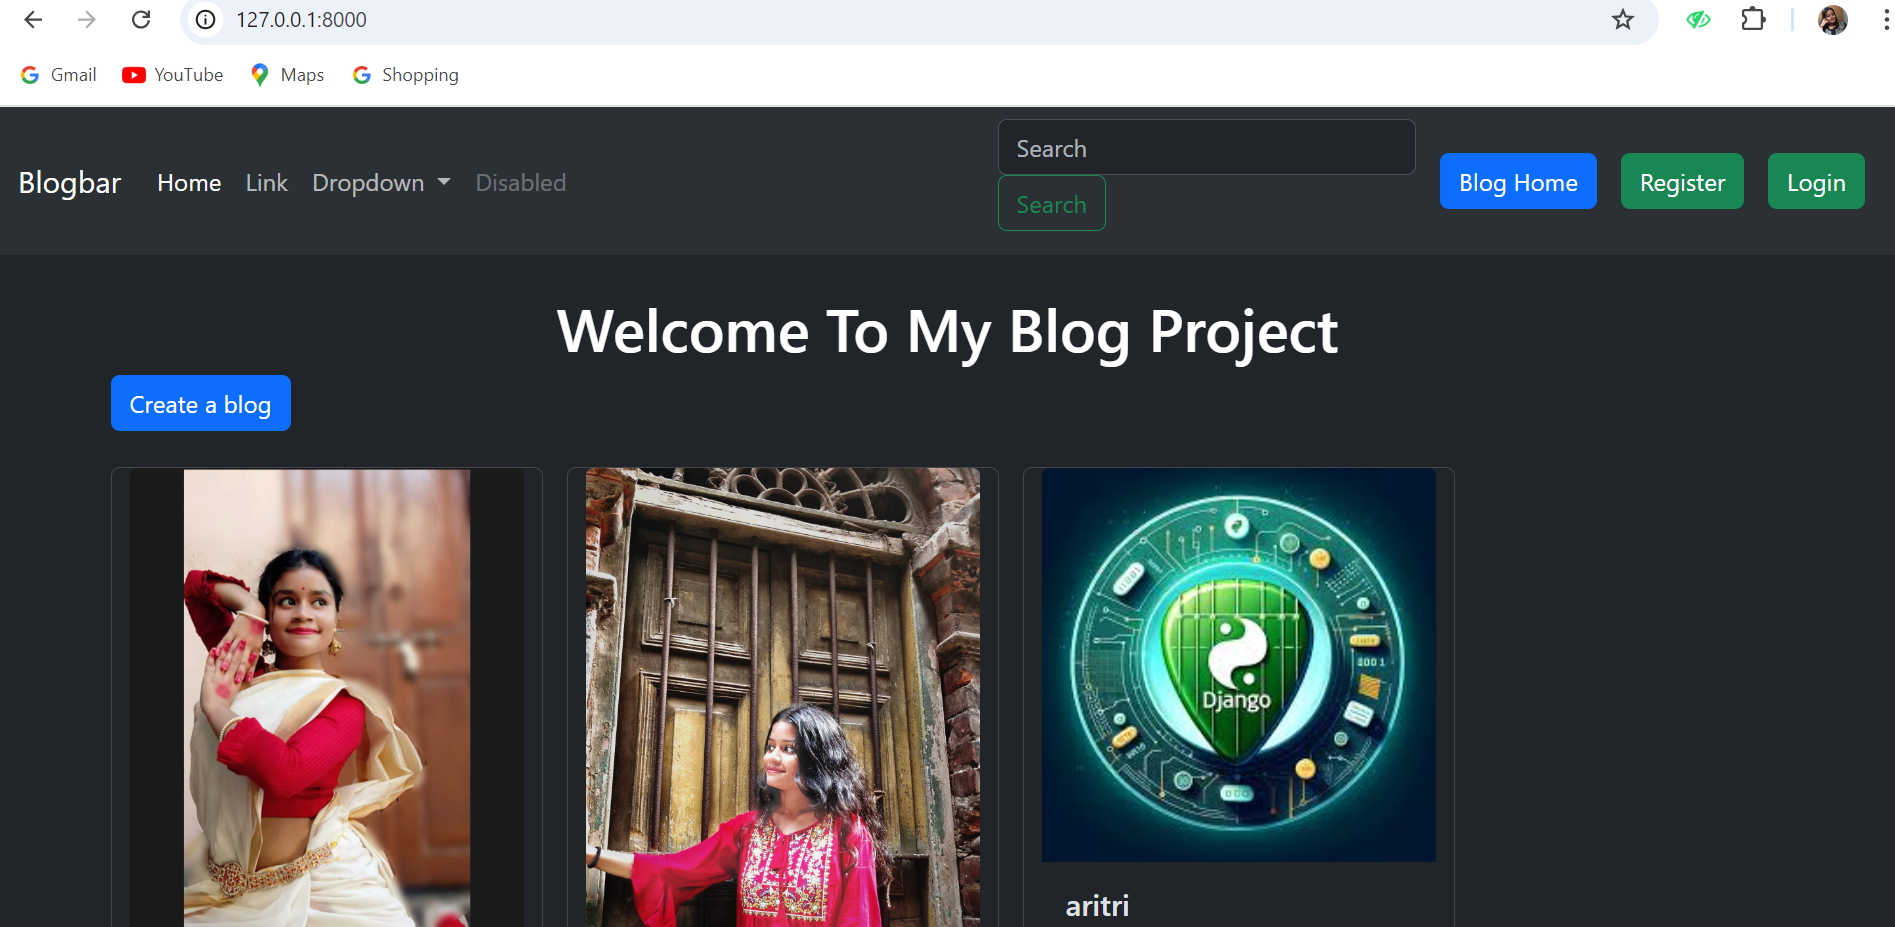 127.0.0.1:8000
Gmail YouTube Maps Shopping
Search
Blogbar Home Link Dropdown Disabled Blog Home Register Login
Search
Welcome To My Blog Project
Create a blog
Django
aritri